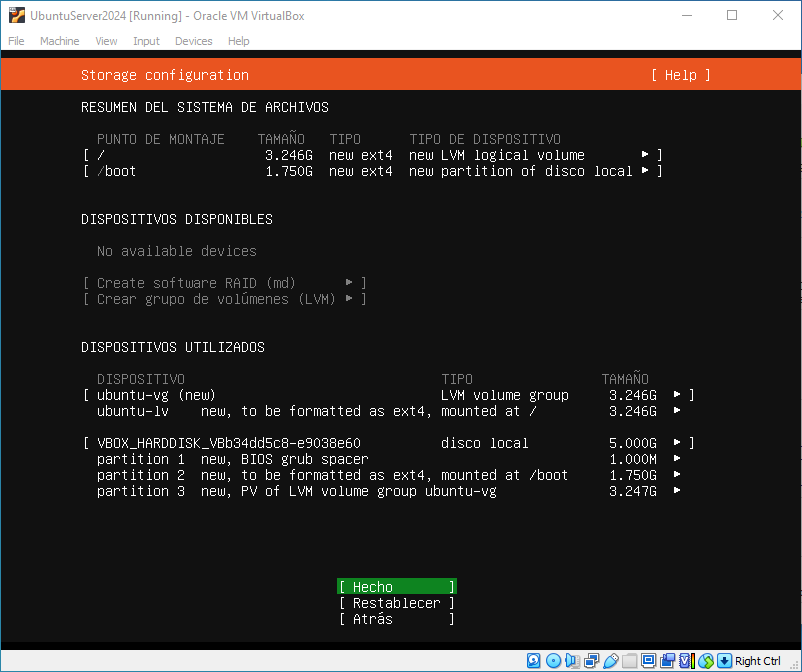 UbuntuServer2024 [Running] - Oracle VM VirtualBox
File Machine View Input Devices Help
Storage configuration [ Help ]
RESUMEN DEL SISTEMA DE ARCHIVOS
PUNTO DE MONTAJE TAMAÑO TIPO TIPO DE DISPOSITIVO
[ / 3.246G new ext4 new LVM logical volume ▸ ]
[ /boot 1.750G new ext4 new partition of disco local ▸ ]
DISPOSITIVOS DISPONIBLES
No available devices
[ Create software RAID (md) ▸ ]
[ Crear grupo de volúmenes (LVM) ▸ ]
DISPOSITIVOS UTILIZADOS
DISPOSITIVO TIPO TAMAÑO
[ ubuntu-vg (new) LVM volume group 3.246G ▸ ]
ubuntu-lv new, to be formatted as ext4, mounted at / 3.246G ▸
[ VBOX_HARDDISK_VBb34dd5c8-e9038e60 disco local 5.000G ▸ ]
partition 1 new, BIOS grub spacer 1.000M ▸
partition 2 new, to be formatted as ext4, mounted at /boot 1.750G ▸
partition 3 new, PV of LVM volume group ubuntu-vg 3.247G ▸
[ Hecho ]
[ Restablecer ]
[ Atrás ]
Right Ctrl